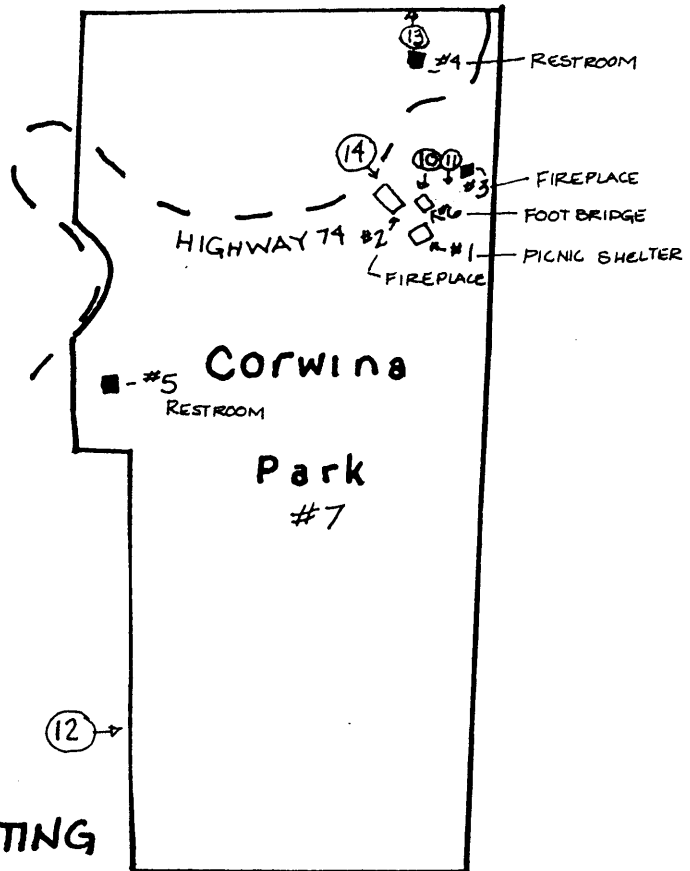 13
#4 RESTROOM
14
10 11
#3 FIREPLACE
#6 FOOT BRIDGE
HIGHWAY 74 #2
#1 PICNIC SHELTER
FIREPLACE
Corwina
#5
RESTROOM
Park
#7
12
TING